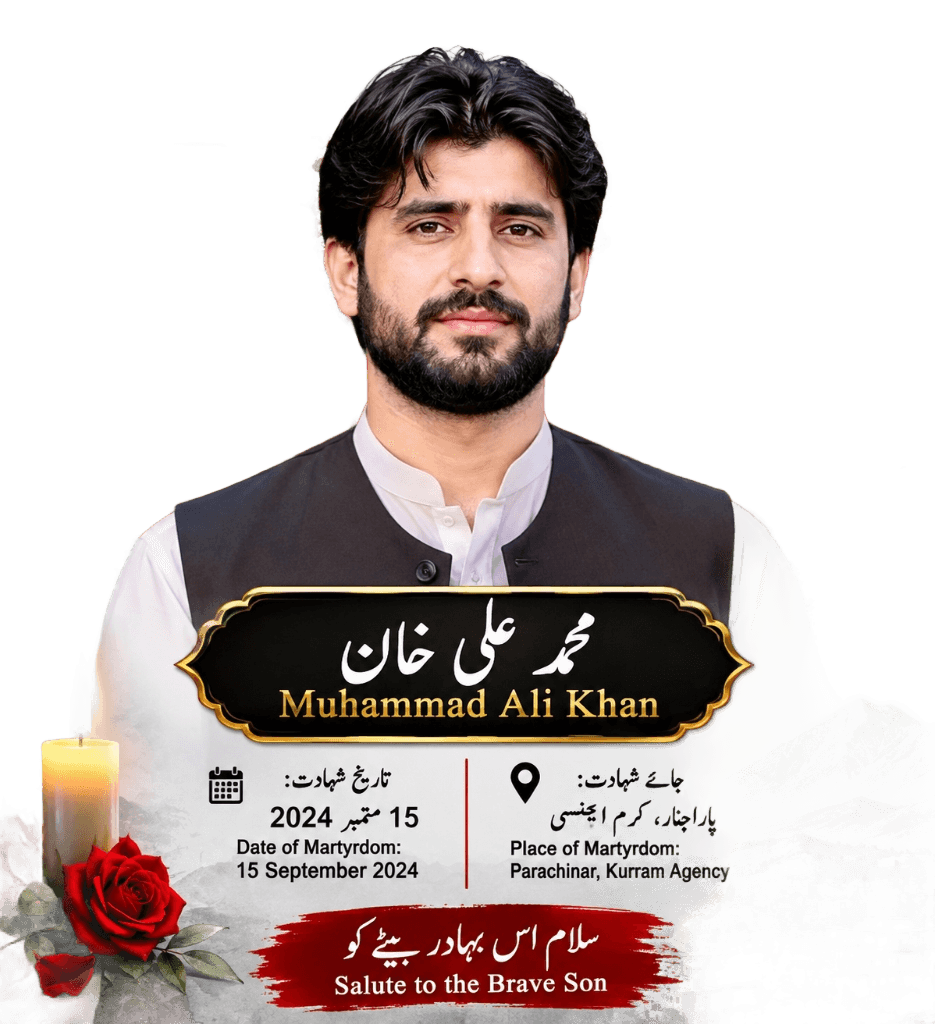 محمد علی خان
Muhammad Ali Khan
تاریخ شہادت:
15 ستمبر 2024
Date of Martyrdom:
15 September 2024
جائے شہادت:
پاراچنار، کرم ایجنسی
Place of Martyrdom:
Parachinar, Kurram Agency
سلام اس بہادر بیٹے کو
Salute to the Brave Son